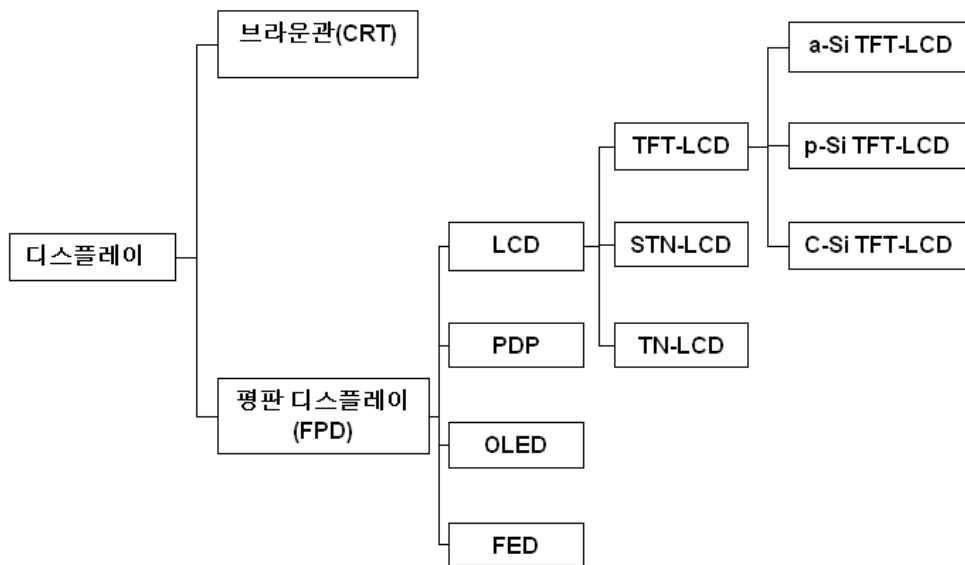 브라운관(CRT)
a-Si TFT-LCD
TFT-LCD
p-Si TFT-LCD
디스플레이
LCD
STN-LCD
C-Si TFT-LCD
PDP
TN-LCD
평판 디스플레이
(FPD)
OLED
FED